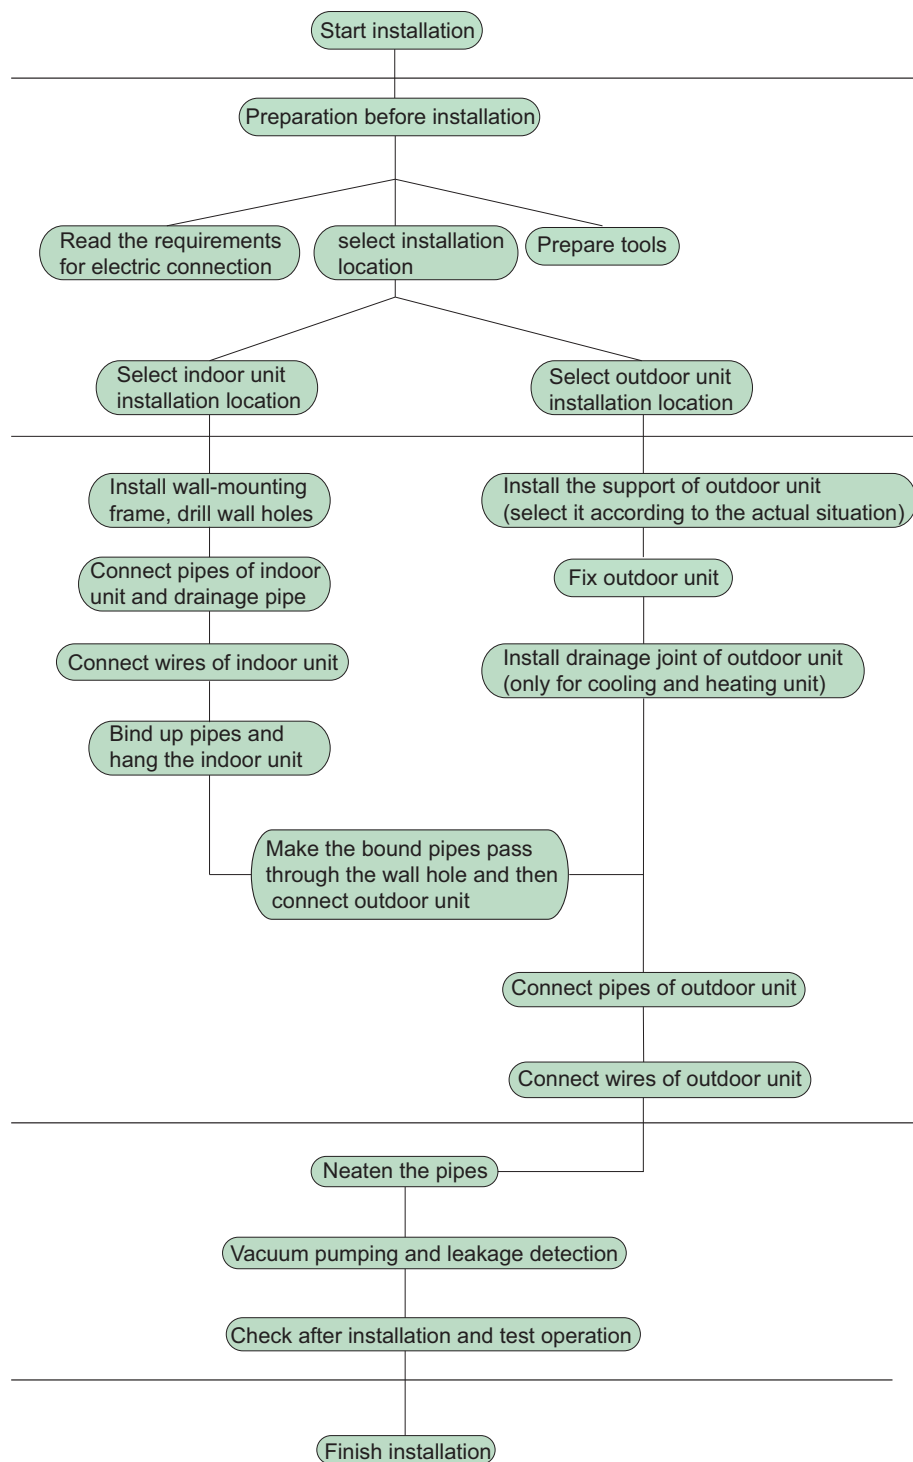 Start installation
Preparation before installation
Read the requirements
for electric connection
select installation
location
Prepare tools
Select indoor unit
installation location
Select outdoor unit
installation location
Install wall-mounting
frame, drill wall holes
Install the support of outdoor unit
(select it according to the actual situation)
Connect pipes of indoor
unit and drainage pipe
Fix outdoor unit
Connect wires of indoor unit
Install drainage joint of outdoor unit
(only for cooling and heating unit)
Bind up pipes and
hang the indoor unit
Make the bound pipes pass
through the wall hole and then
connect outdoor unit
Connect pipes of outdoor unit
Connect wires of outdoor unit
Neaten the pipes
Vacuum pumping and leakage detection
Check after installation and test operation
Finish installation